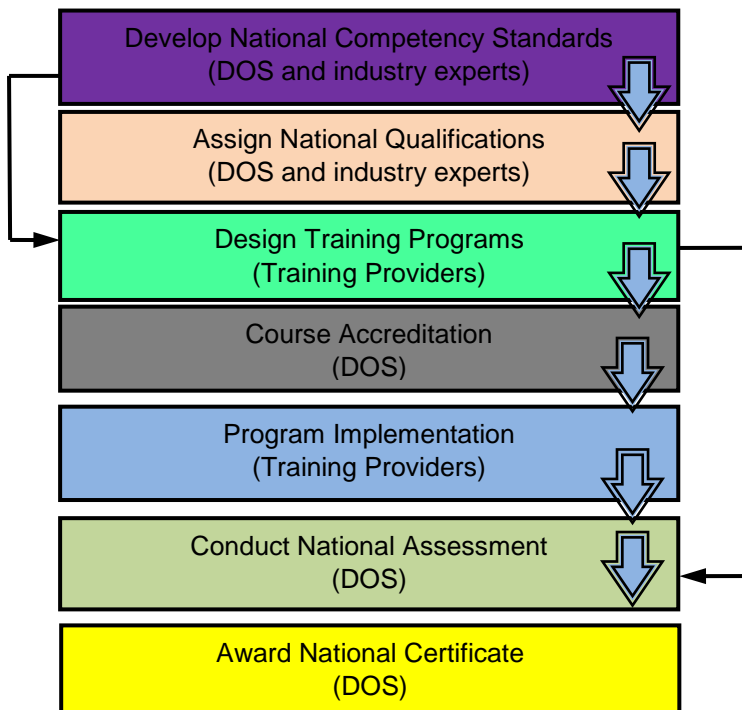 Develop National Competency Standards
(DOS and industry experts)
Assign National Qualifications
(DOS and industry experts)
Design Training Programs
(Training Providers)
Course Accreditation
(DOS)
Program Implementation
(Training Providers)
Conduct National Assessment
(DOS)
Award National Certificate
(DOS)